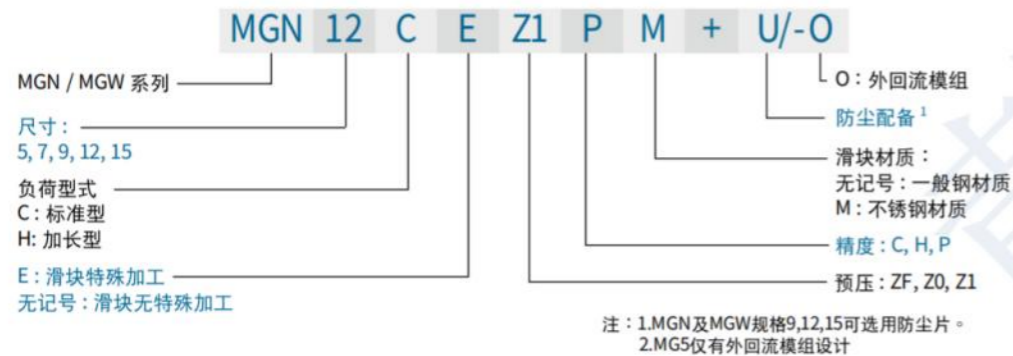 MGN 12 C E Z1 P M + U/-O
MGN / MGW 系列
尺寸：
5, 7, 9, 12, 15
负荷型式
C：标准型
H: 加长型
E：滑块特殊加工
无记号：滑块无特殊加工
O：外回流模组
防尘配备 1
滑块材质：
无记号：一般钢材质
M：不锈钢材质
精度：C, H, P
预压：ZF, Z0, Z1
注：1.MGN及MGW规格9,12,15可选用防尘片。
2.MG5仅有外回流模组设计